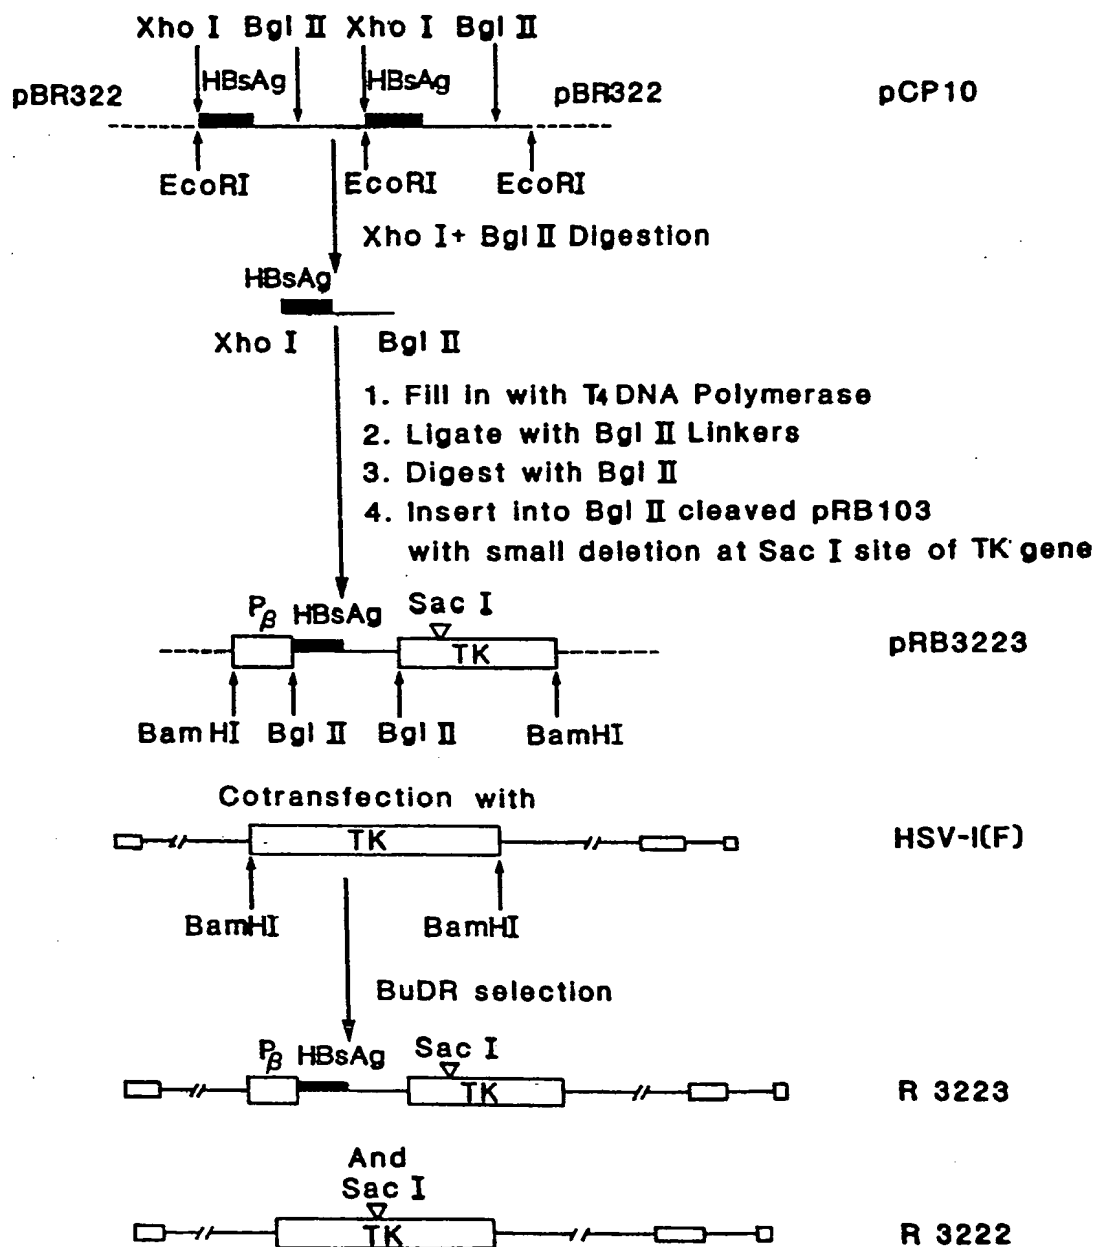 Xho I Bgl II Xho I Bgl II
HBsAg HBsAg
pBR322 pBR322 pCP10
EcoRI EcoRI EcoRI
Xho I+ Bgl II Digestion
HBsAg
Xho I Bgl II
1. Fill in with T4 DNA Polymerase
2. Ligate with Bgl II Linkers
3. Digest with Bgl II
4. Insert into Bgl II cleaved pRB103
with small deletion at Sac I site of TK gene
Pβ HBsAg Sac I
TK pRB3223
BamHI Bgl II Bgl II BamHI
Cotransfection with
TK HSV-I(F)
BamHI BamHI
BuDR selection
Pβ HBsAg Sac I
TK R 3223
And
Sac I
TK R 3222